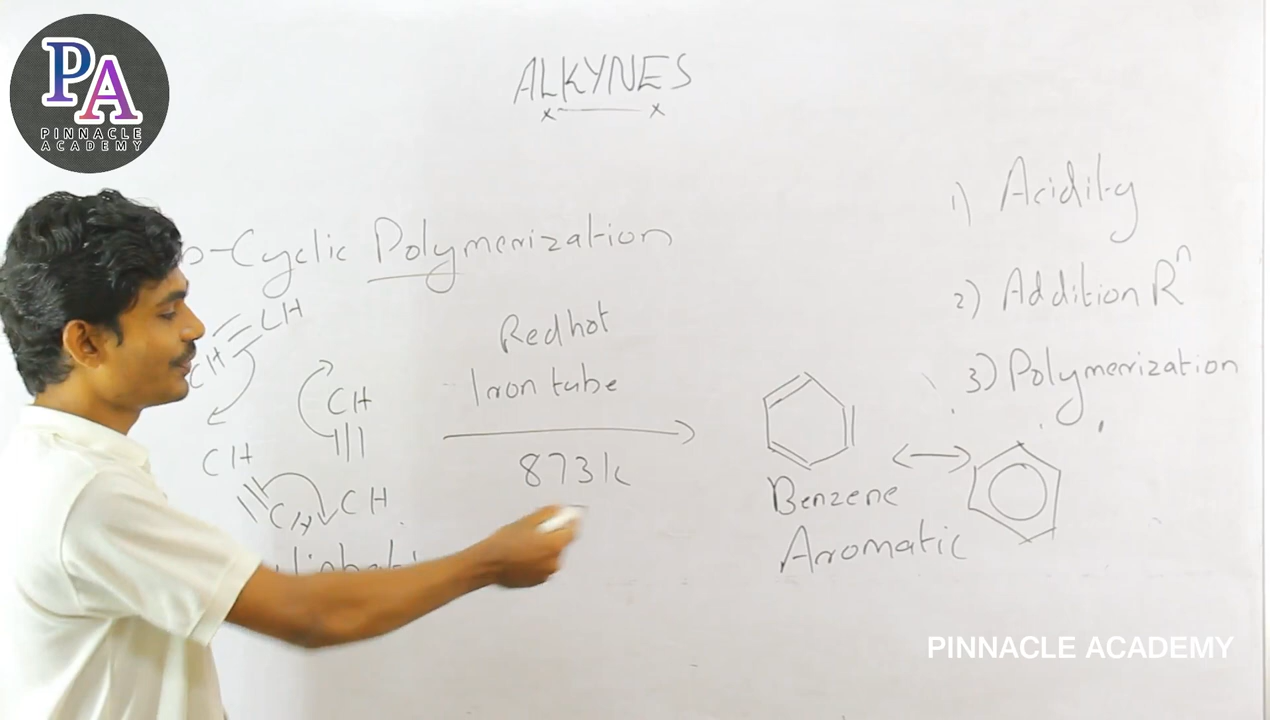 PA
PINNACLE
ACADEMY
ALKYNES
x x
-Cyclic Polymerization
CH
CH
CH
CH
CH
CH
Redhot
Iron tube
873k
Benzene
Aromatic
1) Acidity
2) Addition Rⁿ
3) Polymerization
PINNACLE ACADEMY